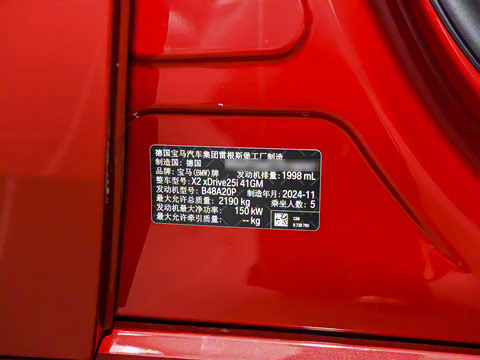 德国宝马汽车集团雷根斯堡工厂制造
制造国: 德国
品牌: 宝马(BMW)牌 发动机排量: 1998 mL
整车型号: X2 xDrive25i 41GM
发动机型号: B48A20P 制造年月: 2024-11
最大允许总质量: 2190 kg 乘坐人数: 5
发动机最大净功率: 150 kW
最大允许牵引质量: -- kg